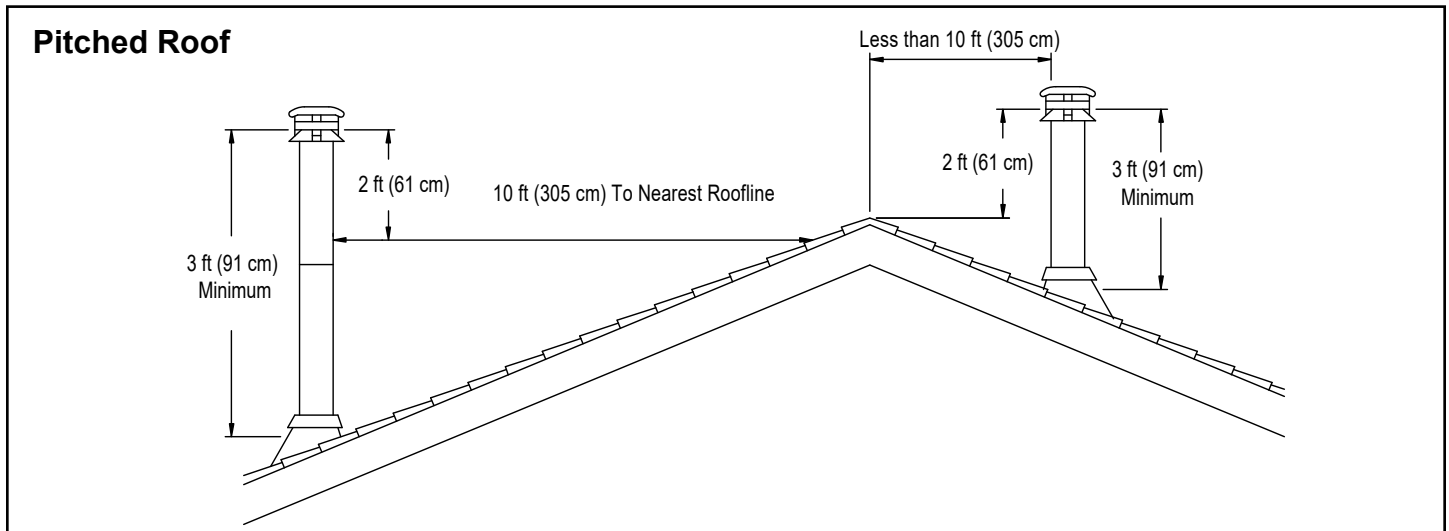 Pitched Roof
Less than 10 ft (305 cm)
2 ft (61 cm)
10 ft (305 cm) To Nearest Roofline
2 ft (61 cm)
3 ft (91 cm)
Minimum
3 ft (91 cm)
Minimum